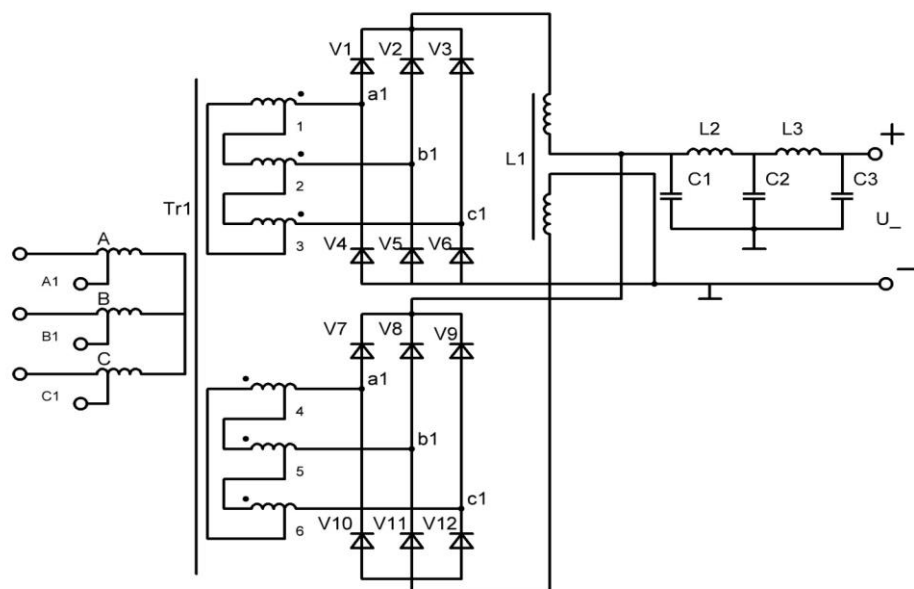 V1 V2 V3
a1
1
b1
2
c1
3
V4 V5 V6
Tr1
A
A1
B
B1
C
C1
L1
L2 L3
+
C1 C2 C3
U_
−
V7 V8 V9
a1
4
b1
5
c1
6
V10 V11 V12